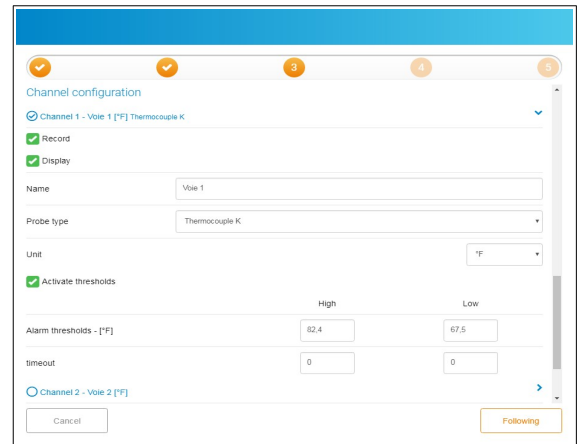 3
4
5
Channel configuration
Channel 1 - Voie 1 [°F] Thermocouple K
Record
Display
Name
Voie 1
Probe type
Thermocouple K
Unit
°F
Activate thresholds
High Low
Alarm thresholds - [°F] 82,4 67,5
timeout 0 0
Channel 2 - Voie 2 [°F]
Cancel Following